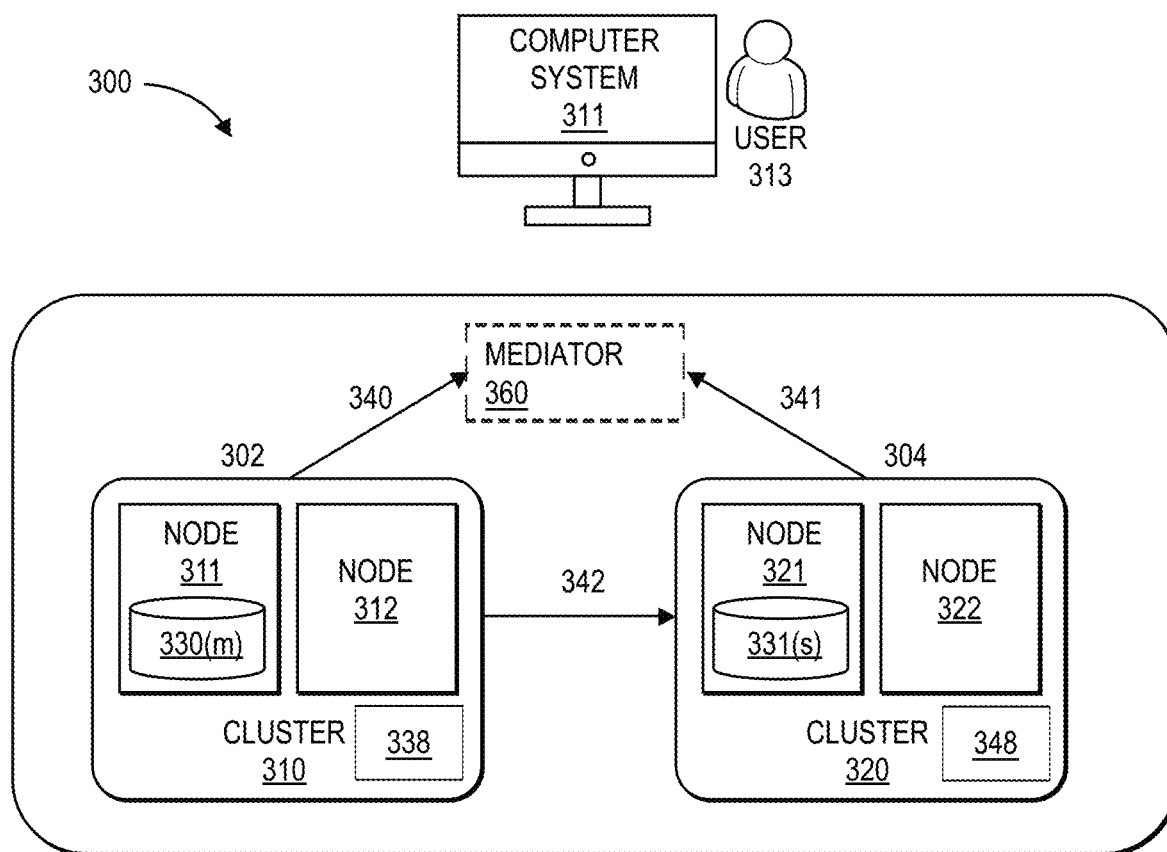 COMPUTER
SYSTEM
311
300
USER
313
MEDIATOR
360
340
341
302
304
NODE
311
330(m)
NODE
312
342
NODE
321
331(s)
NODE
322
CLUSTER
310
338
CLUSTER
320
348